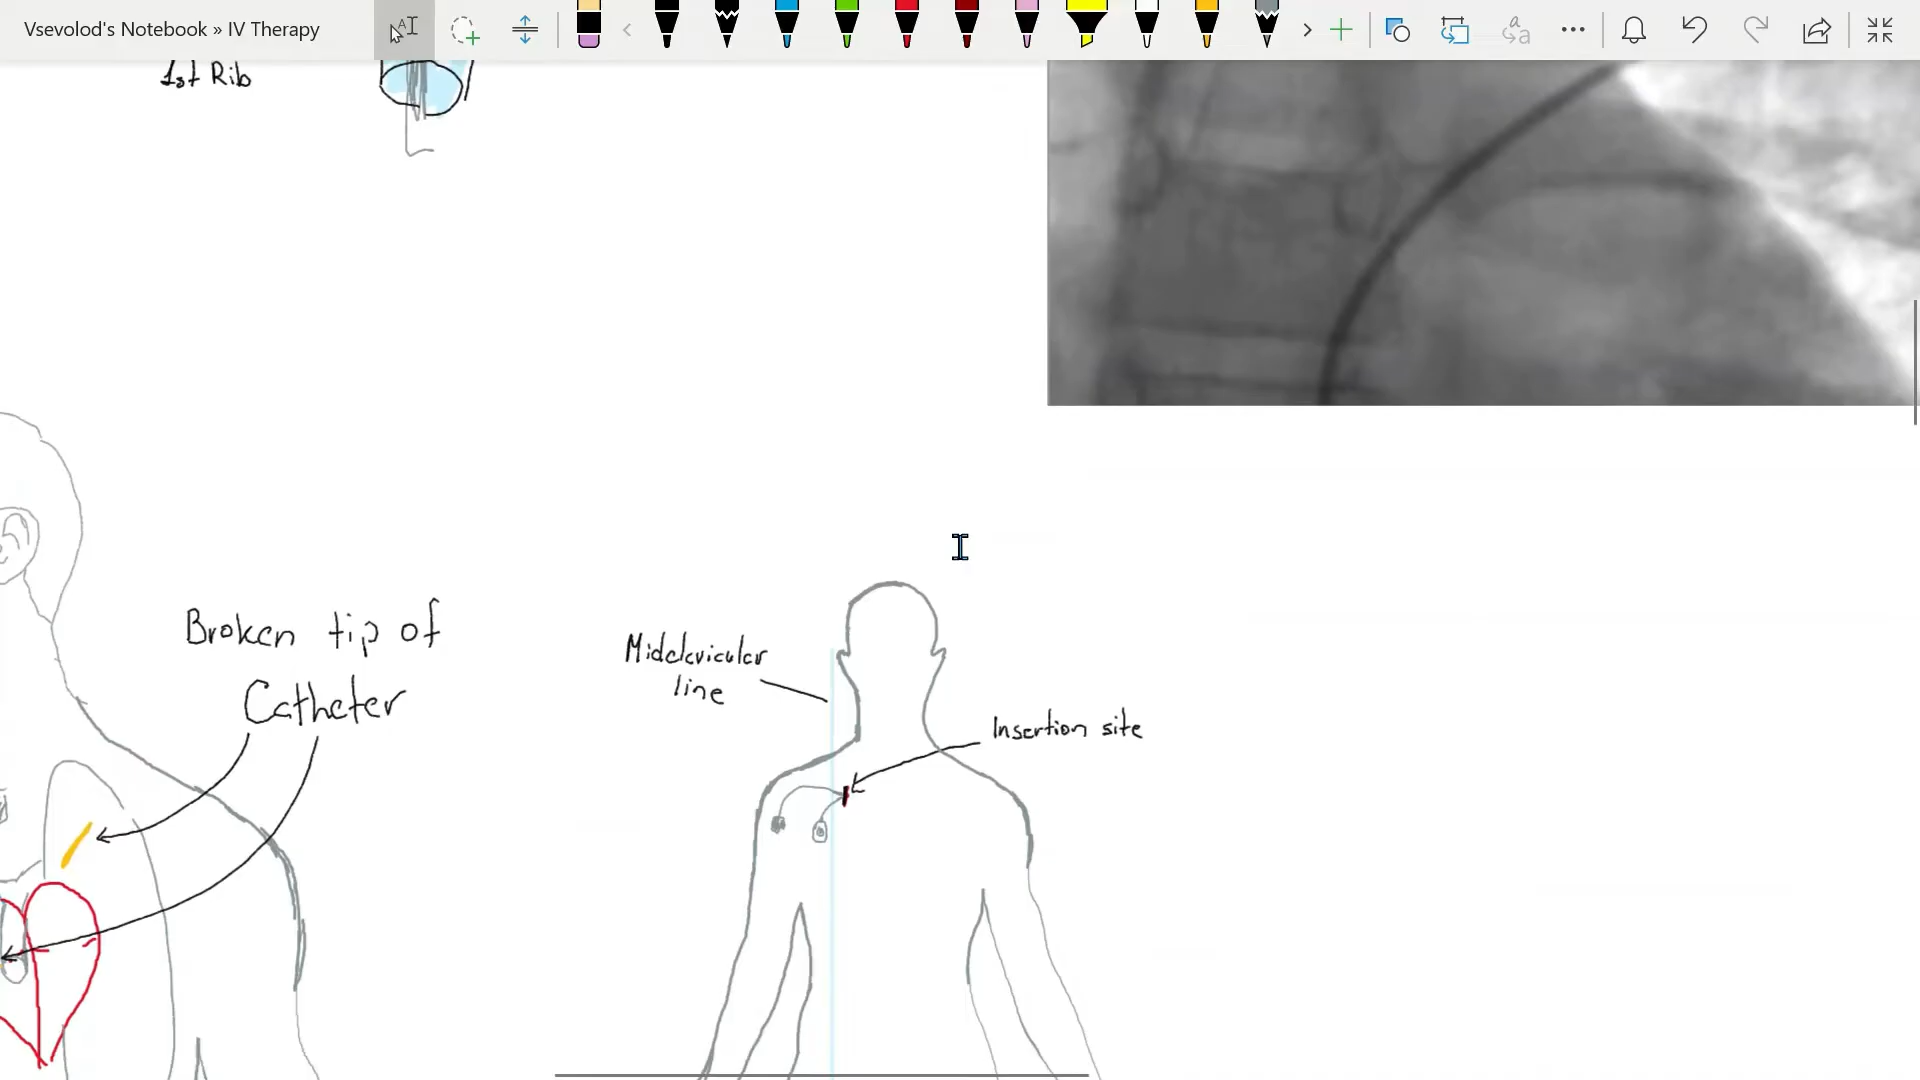 Vsevolod's Notebook » IV Therapy
1st Rib
Broken tip of
Catheter
Midclavicular
line
Insertion site